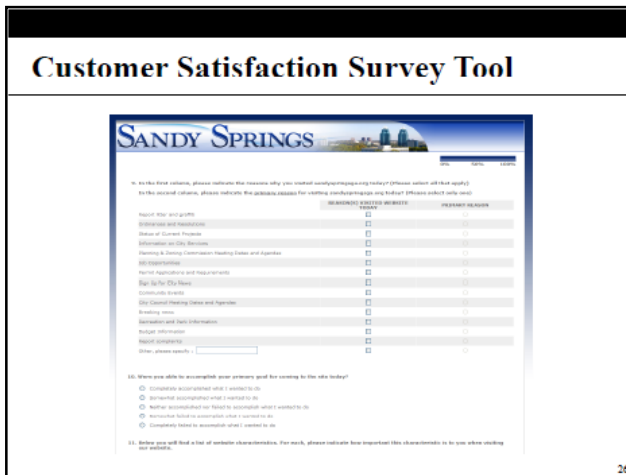 Customer Satisfaction Survey Tool
SANDY SPRINGS
0% 50% 100%
9. In the first column, please indicate the reasons why you visited sandyspringsga.org today? (Please select all that apply)
In the second column, please indicate the primary reason for visiting sandyspringsga.org today? (Please select only one)
REASON(S) VISITED WEBSITE TODAY PRIMARY REASON
Report litter and graffiti
Ordinances and Resolutions
Status of Current Projects
Information on City Services
Planning & Zoning Commission Meeting Dates and Agendas
Job Opportunities
Permit Applications and Requirements
Sign Up for City News
Community Events
City Council Meeting Dates and Agendas
Breaking news
Recreation and Park Information
Budget Information
Report complaints
Other, please specify :
10. Were you able to accomplish your primary goal for coming to the site today?
Completely accomplished what I wanted to do
Somewhat accomplished what I wanted to do
Neither accomplished nor failed to accomplish what I wanted to do
Somewhat failed to accomplish what I wanted to do
Completely failed to accomplish what I wanted to do
11. Below you will find a list of website characteristics. For each, please indicate how important this characteristic is to you when visiting
our website.
26